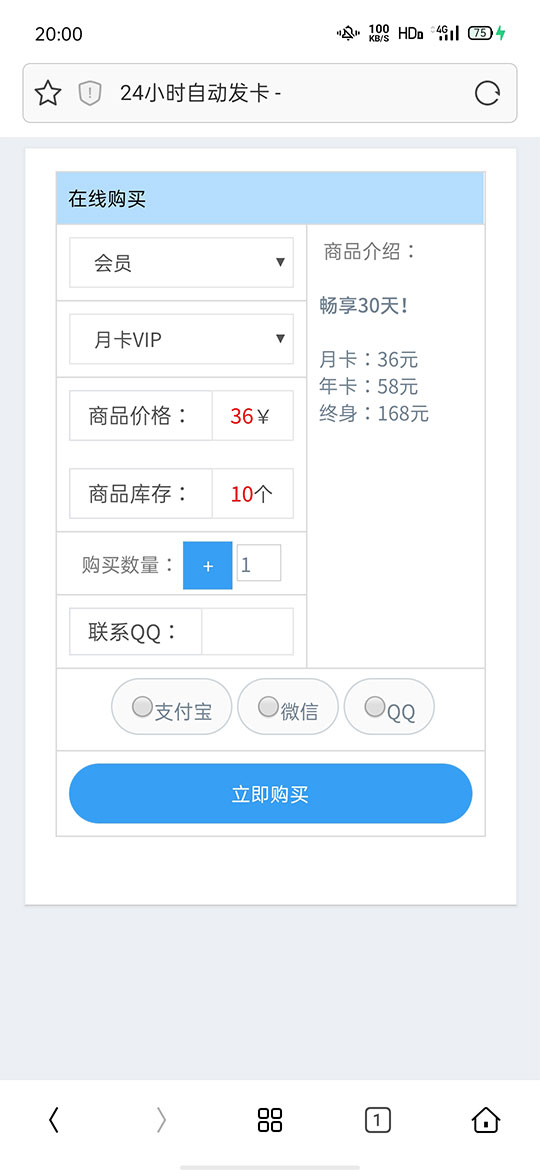 20:00
100 KB/S HD 4G 75
24小时自动发卡 -
在线购买
会员
月卡VIP
商品价格：
36¥
商品库存：
10个
购买数量：
+
1
联系QQ：
商品介绍：
畅享30天!
月卡：36元
年卡：58元
终身：168元
支付宝
微信
QQ
立即购买
1